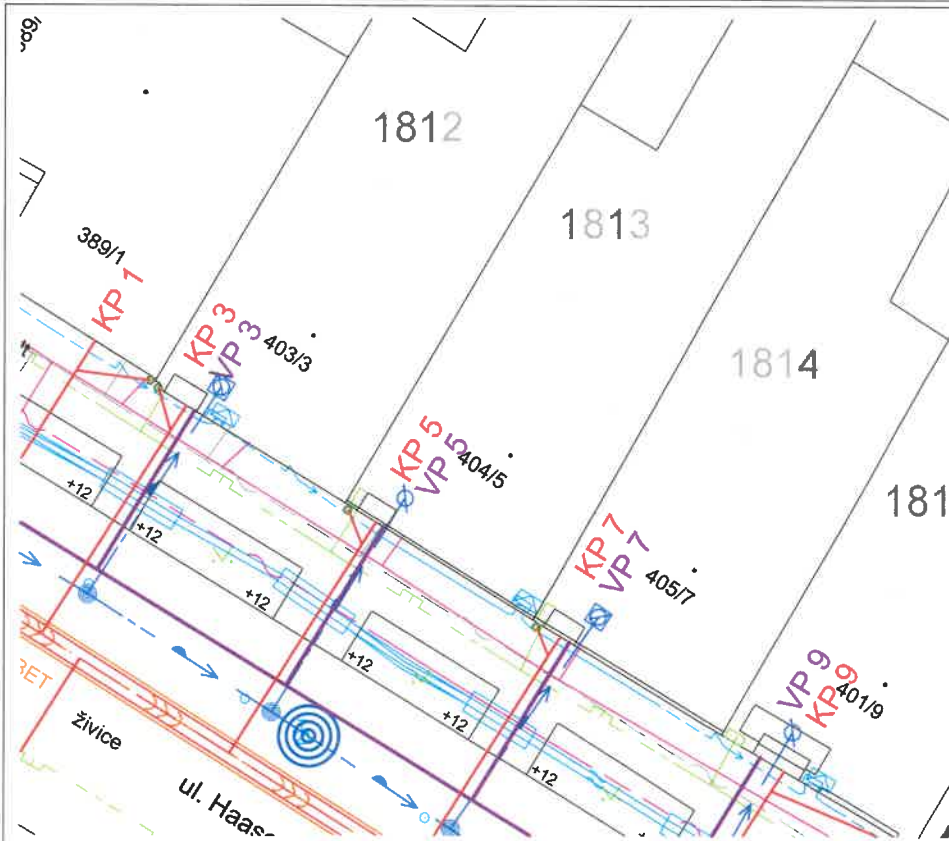 1812
1813
389/1
KP 1
KP 3
VP 3
403/3
1814
KP 5
VP 5
404/5
181
+12
+12
KP 7
VP 7
405/7
+12
+12
VP 9
KP 9
401/9
+12
+12
živice
ul. Haaso